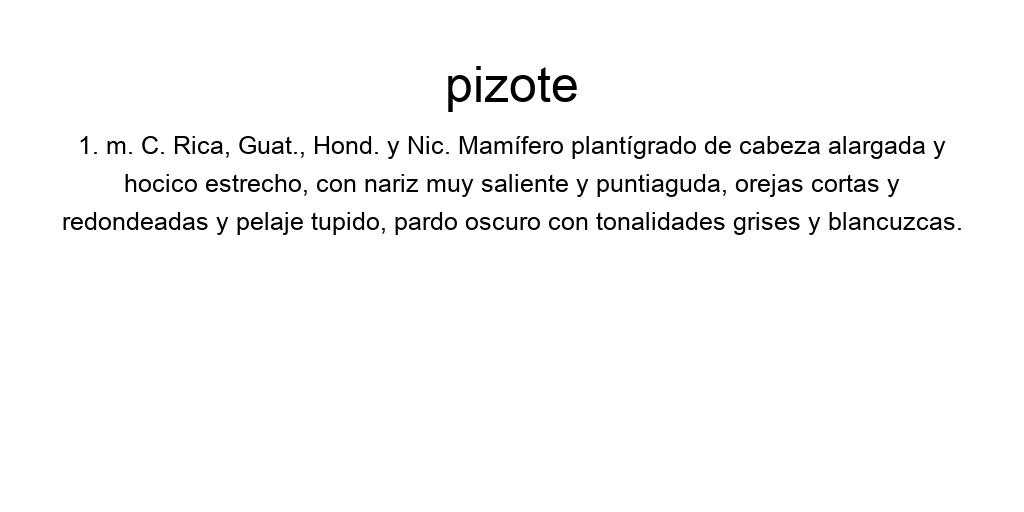 pizote
1. m. C. Rica, Guat., Hond. y Nic. Mamífero plantígrado de cabeza alargada y
hocico estrecho, con nariz muy saliente y puntiaguda, orejas cortas y
redondeadas y pelaje tupido, pardo oscuro con tonalidades grises y blancuzcas.